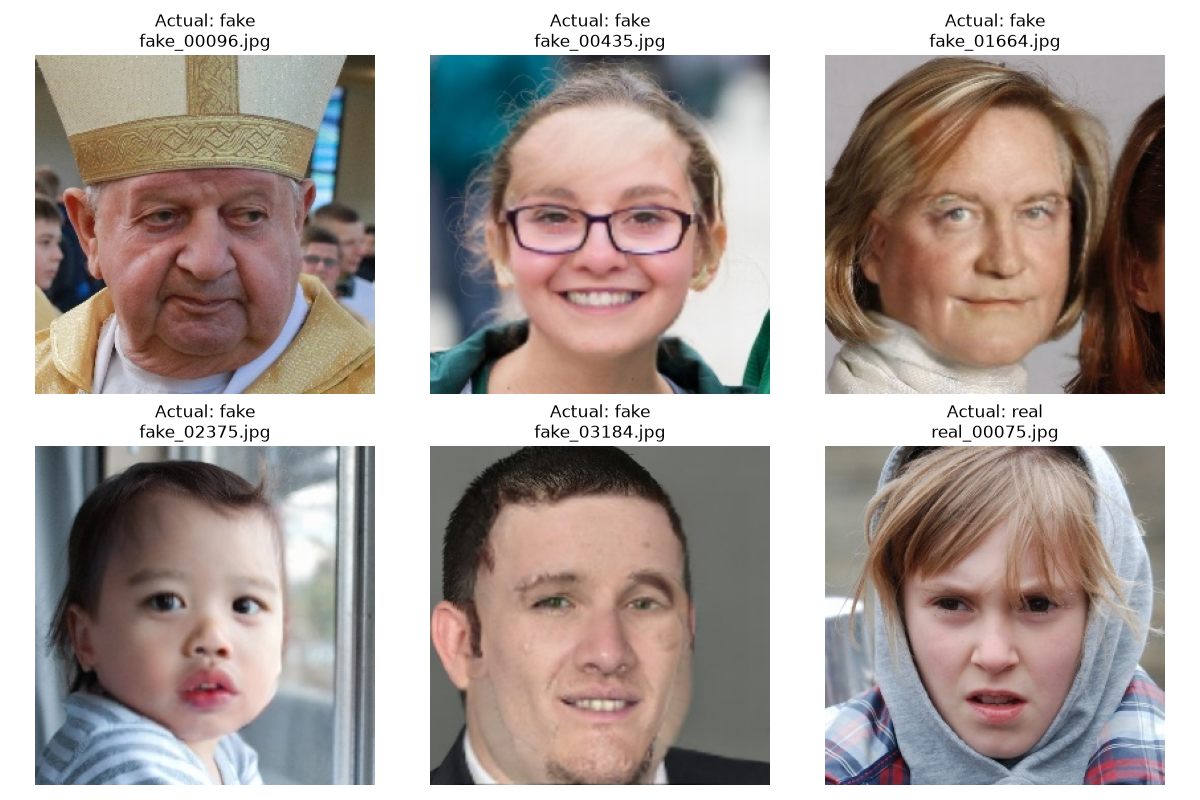 Actual: fake
fake_00096.jpg
Actual: fake
fake_00435.jpg
Actual: fake
fake_01664.jpg
Actual: fake
fake_02375.jpg
Actual: fake
fake_03184.jpg
Actual: real
real_00075.jpg